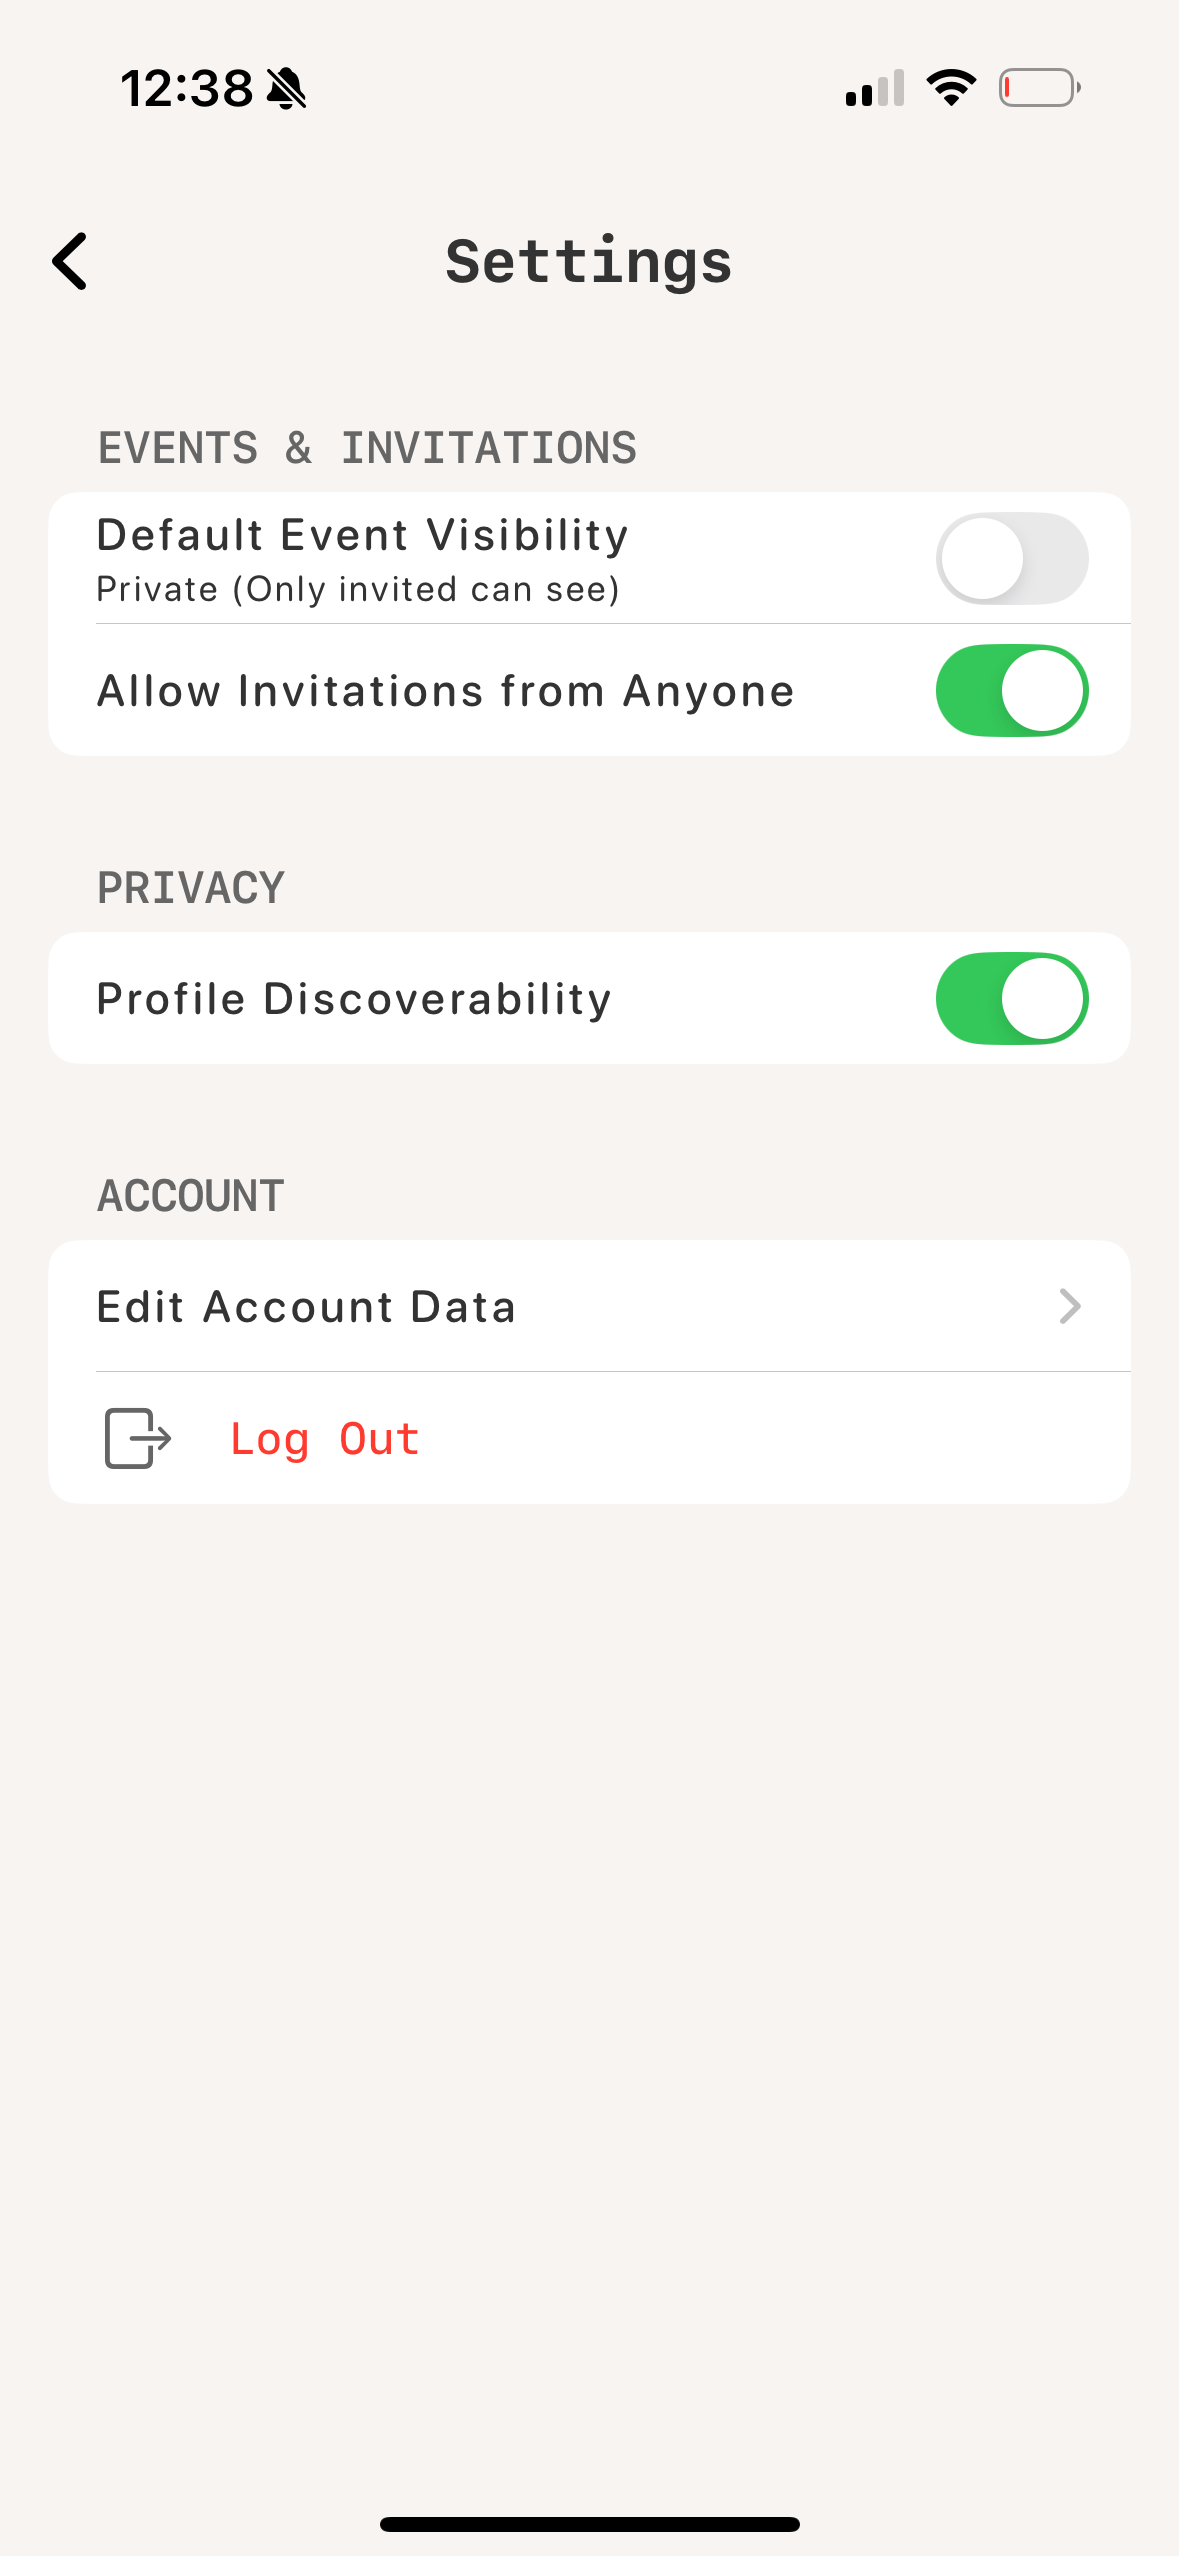 12:38
Settings
EVENTS & INVITATIONS
Default Event Visibility
Private (Only invited can see)
Allow Invitations from Anyone
PRIVACY
Profile Discoverability
ACCOUNT
Edit Account Data
Log Out